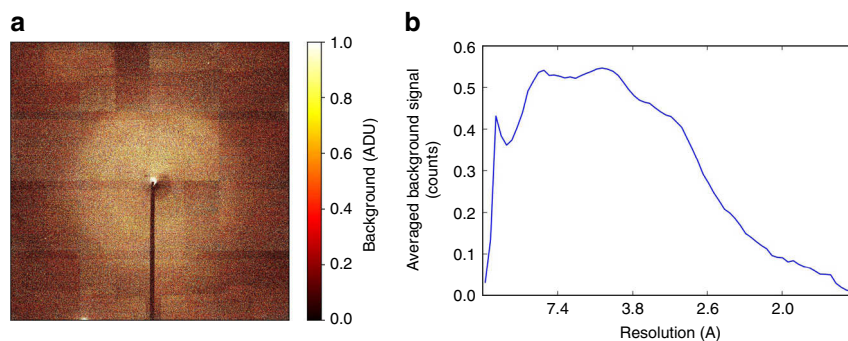 a
1.0
0.8
0.6
0.4
0.2
0.0
Background (ADU)
b
0.6
0.5
0.4
0.3
0.2
0.1
0.0
Averaged background signal
(counts)
7.4 3.8 2.6 2.0
Resolution (A)